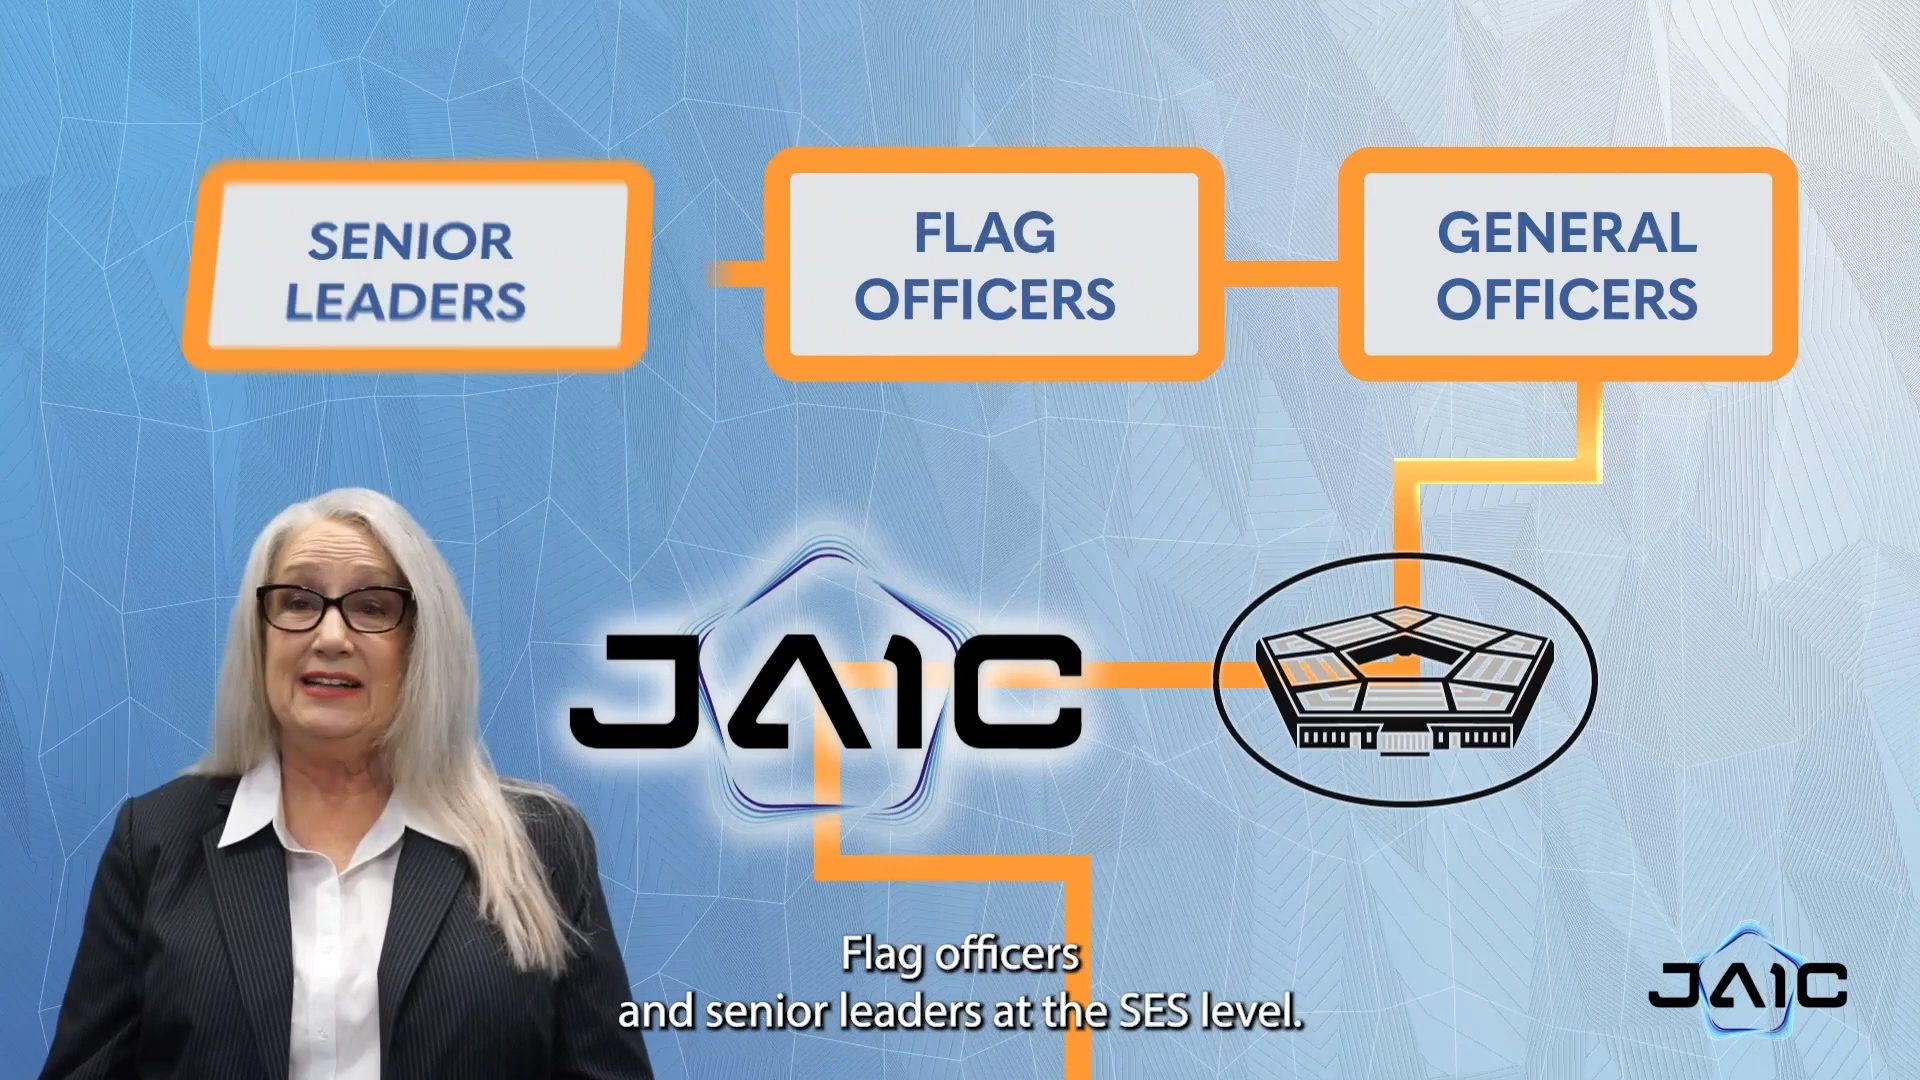 SENIOR
LEADERS
FLAG
OFFICERS
GENERAL
OFFICERS
JAIC
Flag officers
and senior leaders at the SES level.
JAIC